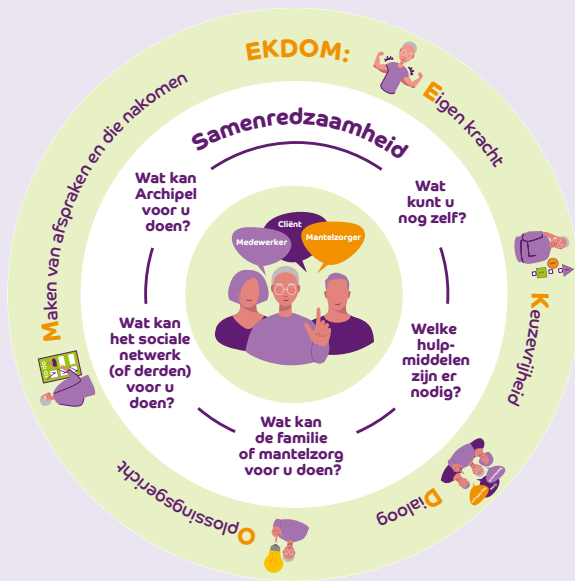 EKDOM:
Eigen kracht
Keuzevrijheid
Dialoog
Oplossingsgericht
Maken van afspraken en die nakomen
Samenredzaamheid
Wat
kunt u
nog zelf?
Welke
hulp-
middelen
zijn er
nodig?
Wat kan
de familie
of mantelzorg
voor u doen?
Wat kan
het sociale
netwerk
(of derden)
voor u
doen?
Wat kan
Archipel
voor u
doen?
Cliënt
Medewerker
Mantelzorger